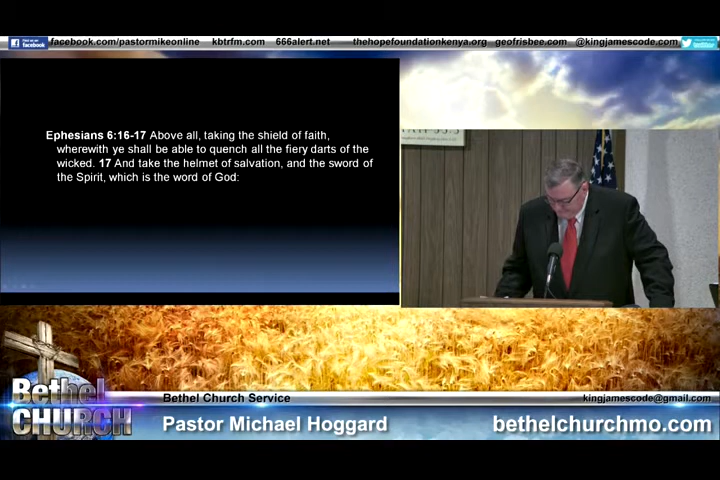 facebook.com/pastormikeonline kbtrfm.com 666alert.net thehopefoundationkenya.org geofrisbee.com @kingjamescode.com
Ephesians 6:16-17 Above all, taking the shield of faith,
wherewith ye shall be able to quench all the fiery darts of the
wicked. 17 And take the helmet of salvation, and the sword of
the Spirit, which is the word of God:
Bethel
CHURCH
Bethel Church Service
kingjamescode@gmail.com
Pastor Michael Hoggard
bethelchurchmo.com